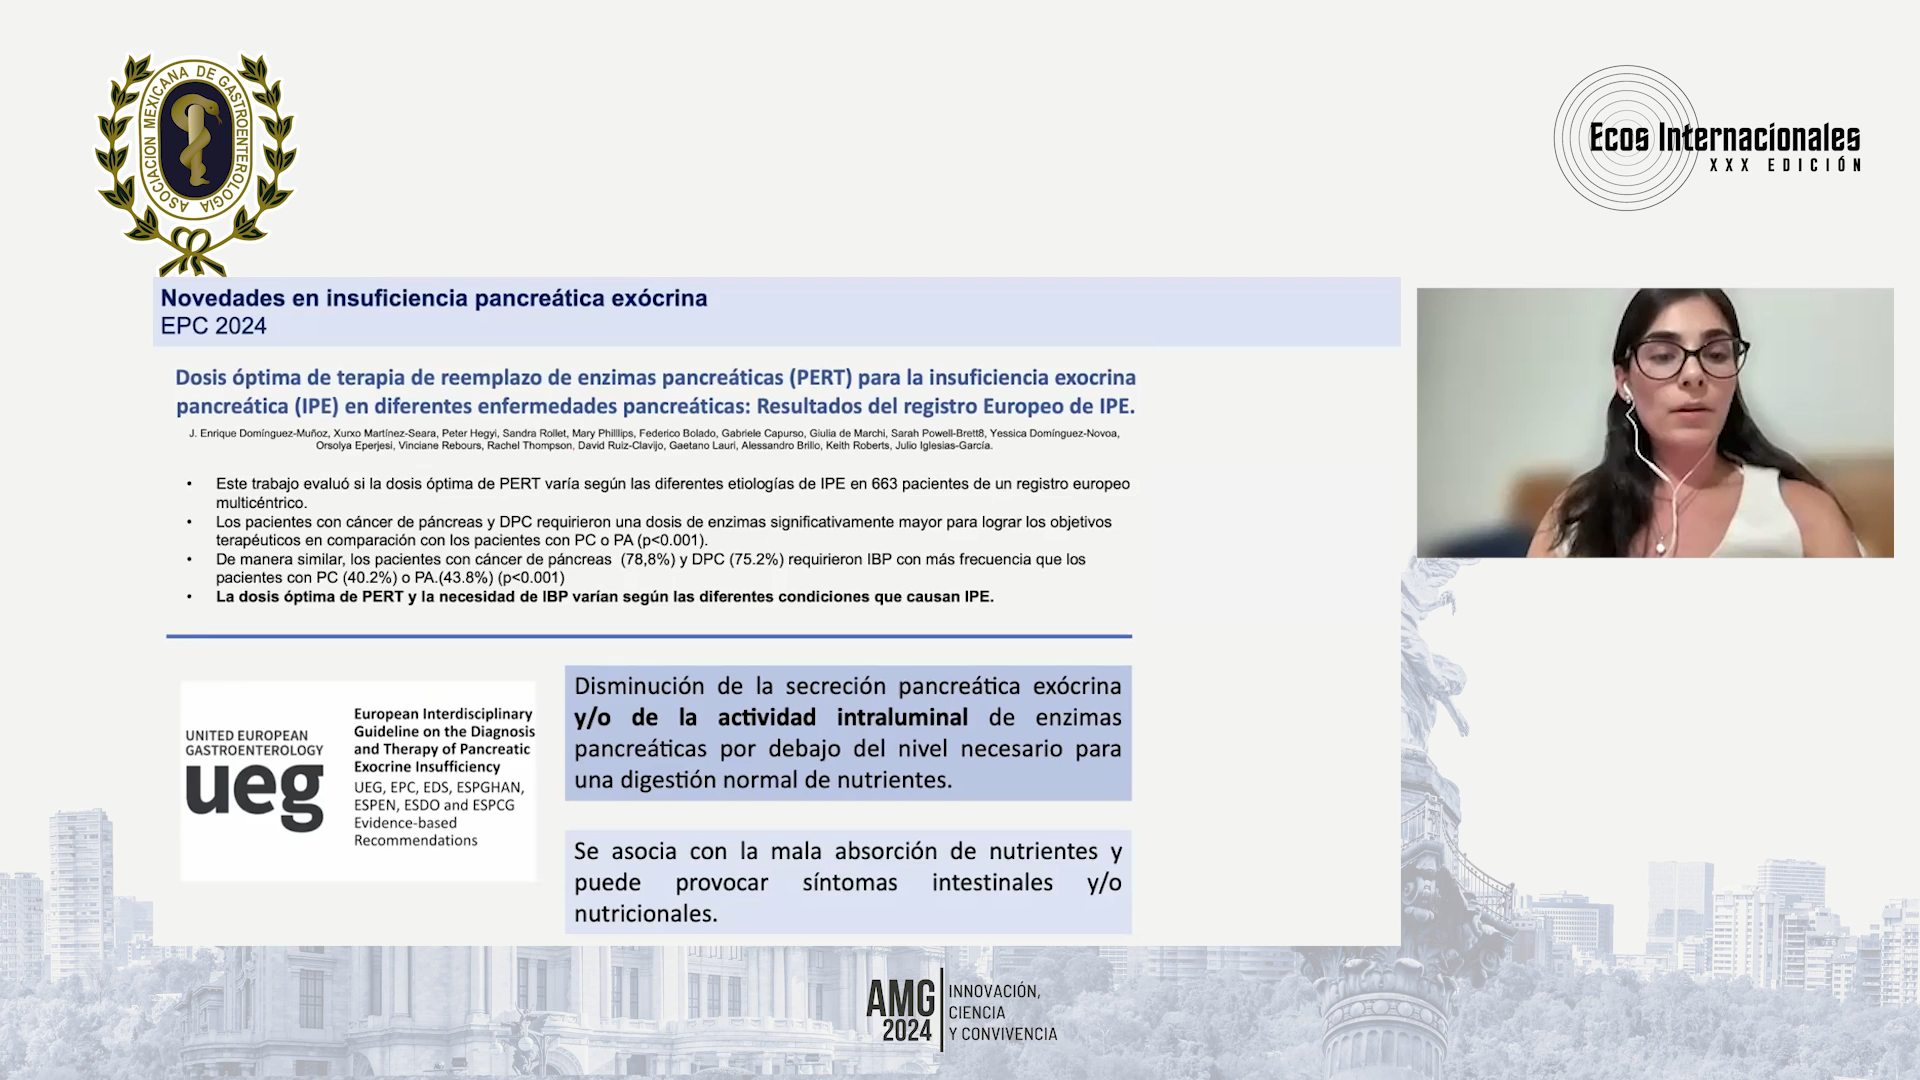 ASOCIACION MEXICANA DE GASTROENTEROLOGIA
Ecos Internacionales
XXX EDICIÓN
Novedades en insuficiencia pancreática exócrina
EPC 2024
Dosis óptima de terapia de reemplazo de enzimas pancreáticas (PERT) para la insuficiencia exocrina
pancreática (IPE) en diferentes enfermedades pancreáticas: Resultados del registro Europeo de IPE.
J. Enrique Domínguez-Muñoz, Xurxo Martínez-Seara, Peter Hegyi, Sandra Rollet, Mary Philllips, Federico Bolado, Gabriele Capurso, Giulia de Marchi, Sarah Powell-Brett8, Yessica Domínguez-Novoa,
Orsolya Eperjesi, Vinciane Rebours, Rachel Thompson, David Ruiz-Clavijo, Gaetano Lauri, Alessandro Brillo, Keith Roberts, Julio Iglesias-García.
• Este trabajo evaluó si la dosis óptima de PERT varía según las diferentes etiologías de IPE en 663 pacientes de un registro europeo
multicéntrico.
• Los pacientes con cáncer de páncreas y DPC requirieron una dosis de enzimas significativamente mayor para lograr los objetivos
terapéuticos en comparación con los pacientes con PC o PA (p<0.001).
• De manera similar, los pacientes con cáncer de páncreas (78,8%) y DPC (75.2%) requirieron IBP con más frecuencia que los
pacientes con PC (40.2%) o PA.(43.8%) (p<0.001)
• La dosis óptima de PERT y la necesidad de IBP varían según las diferentes condiciones que causan IPE.
UNITED EUROPEAN
GASTROENTEROLOGY
ueg
European Interdisciplinary
Guideline on the Diagnosis
and Therapy of Pancreatic
Exocrine Insufficiency
UEG, EPC, EDS, ESPGHAN,
ESPEN, ESDO and ESPCG
Evidence-based
Recommendations
Disminución de la secreción pancreática exócrina
y/o de la actividad intraluminal de enzimas
pancreáticas por debajo del nivel necesario para
una digestión normal de nutrientes.
Se asocia con la mala absorción de nutrientes y
puede provocar síntomas intestinales y/o
nutricionales.
AMG
2024
INNOVACIÓN,
CIENCIA
Y CONVIVENCIA